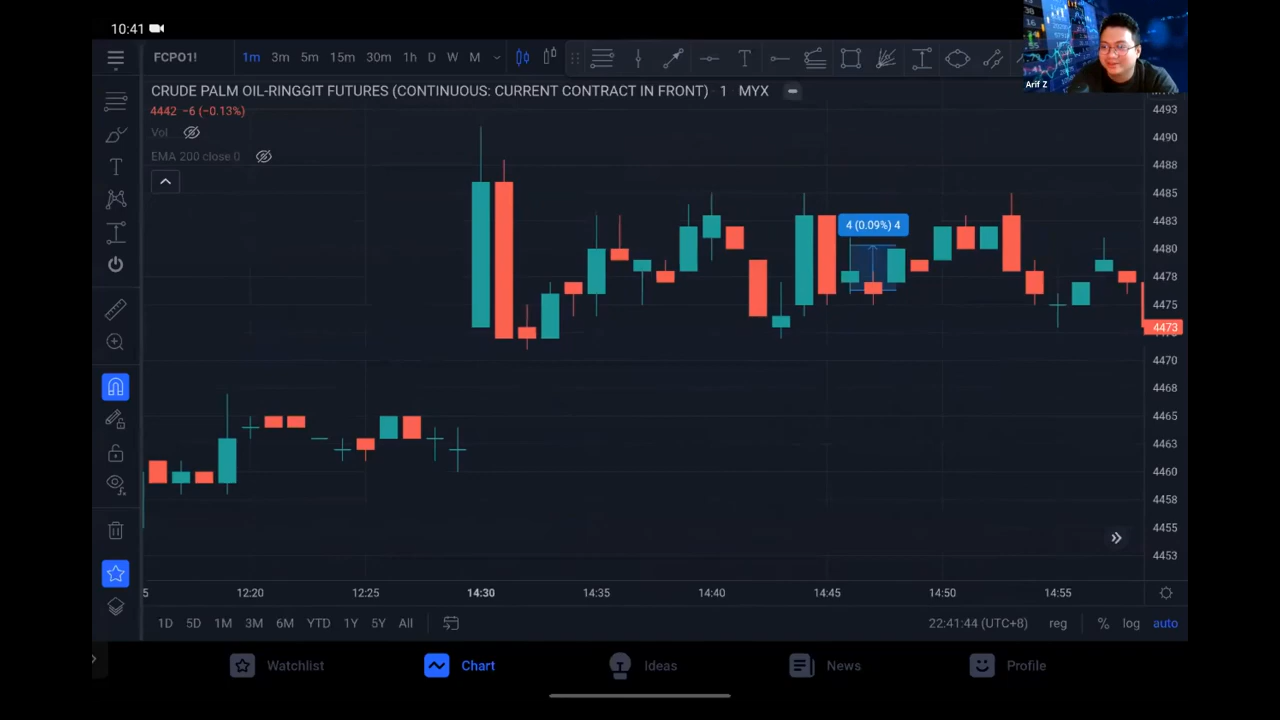 10:41
Arif Z
FCPO1! 1m 3m 5m 15m 30m 1h D W M
CRUDE PALM OIL-RINGGIT FUTURES (CONTINUOUS: CURRENT CONTRACT IN FRONT) · 1 MYX
4442 −6 (−0.13%)
Vol
EMA 200 close 0
4 (0.09%) 4
4493
4490
4488
4485
4483
4480
4478
4475
4473
4470
4468
4465
4463
4460
4458
4455
4453
5 12:20 12:25 14:30 14:35 14:40 14:45 14:50 14:55
1D 5D 1M 3M 6M YTD 1Y 5Y All 22:41:44 (UTC+8) reg % log auto
Watchlist Chart Ideas News Profile